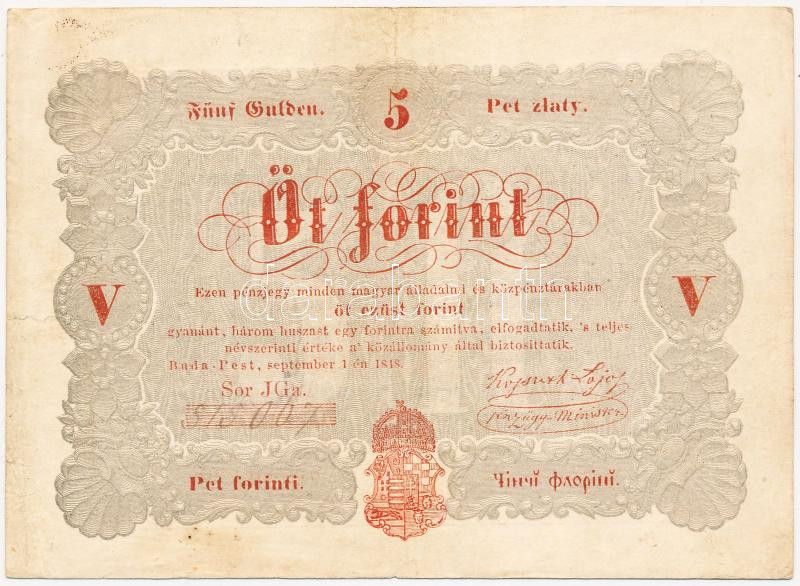 Fünf Gulden. 5 Pet zlaty.
Öt forint
V V
Ezen pénzjegy minden magyar álladalmi és közpénztárakban
öt ezüst forint
gyanánt, három huszast egy forintra számítva, elfogadtatik, 's teljes
névszerinti értéke a' közállomány által biztosíttatik.
Buda-Pest, september 1-én 1848.
Sor JGa.
Kossuth Lajos
pénzügy Minister
Pet forinti. Чінчі флоріні.